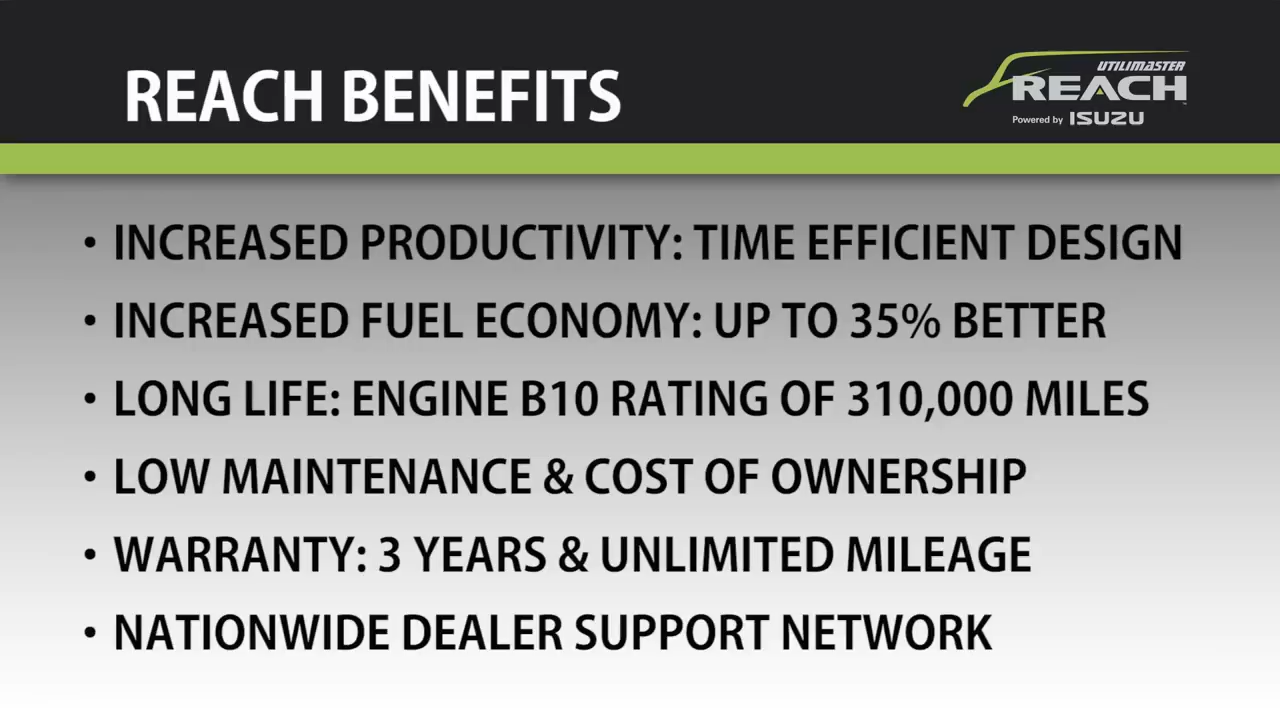 REACH BENEFITS
UTILIMASTER
REACH
Powered by ISUZU
• INCREASED PRODUCTIVITY: TIME EFFICIENT DESIGN
• INCREASED FUEL ECONOMY: UP TO 35% BETTER
• LONG LIFE: ENGINE B10 RATING OF 310,000 MILES
• LOW MAINTENANCE & COST OF OWNERSHIP
• WARRANTY: 3 YEARS & UNLIMITED MILEAGE
• NATIONWIDE DEALER SUPPORT NETWORK